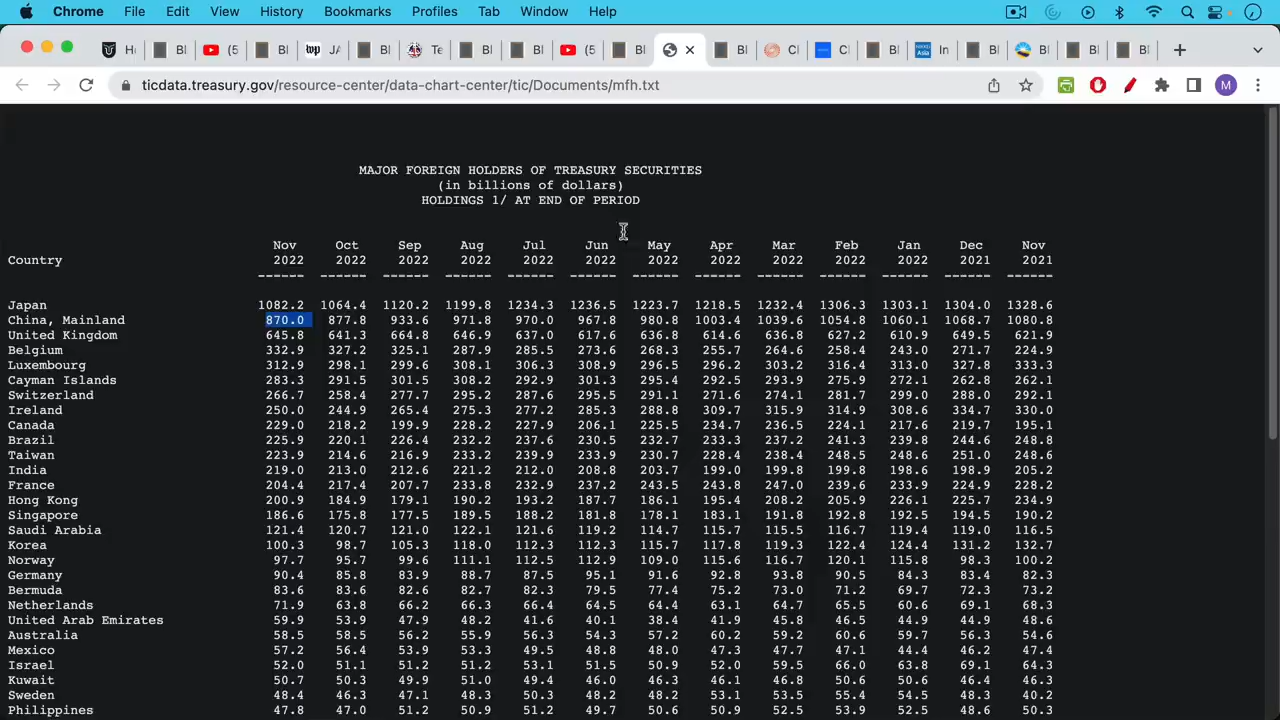 Chrome File Edit View History Bookmarks Profiles Tab Window Help
H Bl (5 Bl JA Bl Te Bl Bl (5 Bl Bl Cl Cl Bl In Bl Bl Bl Bl
ticdata.treasury.gov/resource-center/data-chart-center/tic/Documents/mfh.txt M
MAJOR FOREIGN HOLDERS OF TREASURY SECURITIES
(in billions of dollars)
HOLDINGS 1/ AT END OF PERIOD
Nov Oct Sep Aug Jul Jun May Apr Mar Feb Jan Dec Nov
Country 2022 2022 2022 2022 2022 2022 2022 2022 2022 2022 2022 2021 2021
------ ------ ------ ------ ------ ------ ------ ------ ------ ------ ------ ------ ------
Japan 1082.2 1064.4 1120.2 1199.8 1234.3 1236.5 1223.7 1218.5 1232.4 1306.3 1303.1 1304.0 1328.6
China, Mainland 870.0 877.8 933.6 971.8 970.0 967.8 980.8 1003.4 1039.6 1054.8 1060.1 1068.7 1080.8
United Kingdom 645.8 641.3 664.8 646.9 637.0 617.6 636.8 614.6 636.8 627.2 610.9 649.5 621.9
Belgium 332.9 327.2 325.1 287.9 285.5 273.6 268.3 255.7 264.6 258.4 243.0 271.7 224.9
Luxembourg 312.9 298.1 299.6 308.1 306.3 308.9 296.5 296.2 303.2 316.4 313.0 327.8 333.3
Cayman Islands 283.3 291.5 301.5 308.2 292.9 301.3 295.4 292.5 293.9 275.9 272.1 262.8 262.1
Switzerland 266.7 258.4 277.7 295.2 287.6 295.5 291.1 271.6 274.1 281.7 299.0 288.0 292.1
Ireland 250.0 244.9 265.4 275.3 277.2 285.3 288.8 309.7 315.9 314.9 308.6 334.7 330.0
Canada 229.0 218.2 199.9 228.2 227.9 206.1 225.5 234.7 236.5 224.1 217.6 219.7 195.1
Brazil 225.9 220.1 226.4 232.2 237.6 230.5 232.7 233.3 237.2 241.3 239.8 244.6 248.8
Taiwan 223.9 214.6 216.9 233.2 239.9 233.9 230.7 228.4 238.4 248.5 248.6 251.0 248.6
India 219.0 213.0 212.6 221.2 212.0 208.8 203.7 199.0 199.8 199.8 198.6 198.9 205.2
France 204.4 217.4 207.7 233.8 232.9 237.2 243.5 243.8 247.0 239.6 233.9 224.9 228.2
Hong Kong 200.9 184.9 179.1 190.2 193.2 187.7 186.1 195.4 208.2 205.9 226.1 225.7 234.9
Singapore 186.6 175.8 177.5 189.5 188.2 181.8 178.1 183.1 191.8 192.8 192.5 194.5 190.2
Saudi Arabia 121.4 120.7 121.0 122.1 121.6 119.2 114.7 115.7 115.5 116.7 119.4 119.0 116.5
Korea 100.3 98.7 105.3 118.0 112.3 112.3 115.7 117.8 119.3 122.4 124.4 131.2 132.7
Norway 97.7 95.7 99.6 111.1 112.5 112.9 109.0 115.6 116.7 120.1 115.8 98.3 100.2
Germany 90.4 85.8 83.9 88.7 87.5 95.1 91.6 92.8 93.8 90.5 84.3 83.4 82.3
Bermuda 83.6 83.6 82.6 82.7 82.3 79.5 77.4 75.2 73.0 71.2 69.7 72.3 73.2
Netherlands 71.9 63.8 66.2 66.3 66.4 64.5 64.4 63.1 64.7 65.5 60.6 69.1 68.3
United Arab Emirates 59.9 53.9 47.9 48.2 41.6 40.1 38.4 41.9 45.8 46.5 44.9 44.9 48.6
Australia 58.5 58.5 56.2 55.9 56.3 54.3 57.2 60.2 59.2 60.6 59.7 56.3 54.6
Mexico 57.2 56.4 53.9 53.3 49.5 48.8 48.0 47.3 47.7 47.1 44.4 46.2 47.4
Israel 52.0 51.1 51.2 51.2 53.1 51.5 50.9 52.0 59.5 66.0 63.8 69.1 64.3
Kuwait 50.7 50.3 49.9 51.0 49.4 46.0 46.3 46.1 46.8 50.6 50.6 46.4 46.3
Sweden 48.4 46.3 47.1 48.3 50.3 48.2 48.2 53.1 53.5 55.4 54.5 48.3 40.2
Philippines 47.8 47.0 51.2 50.9 51.2 49.7 50.6 50.9 52.5 53.9 52.5 48.6 50.3